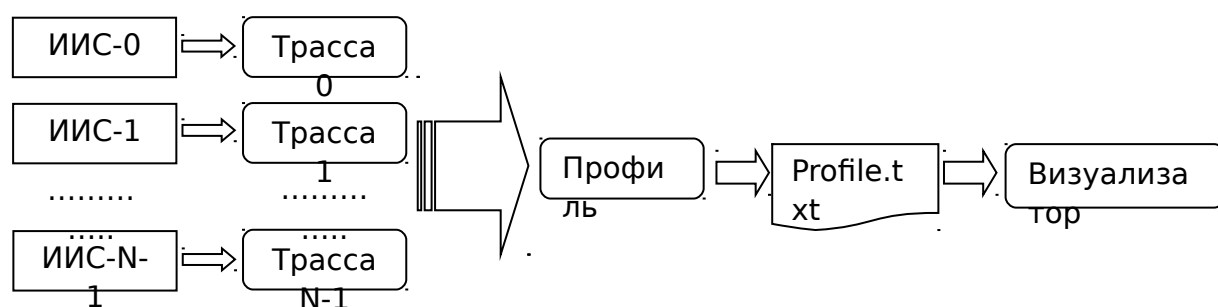 ИИС-0
Трасса
0
ИИС-1
Трасса
1
.........
.....
.........
.....
ИИС-N-
1
Трасса
N-1
Профи
ль
Profile.t
xt
Визуализа
тор